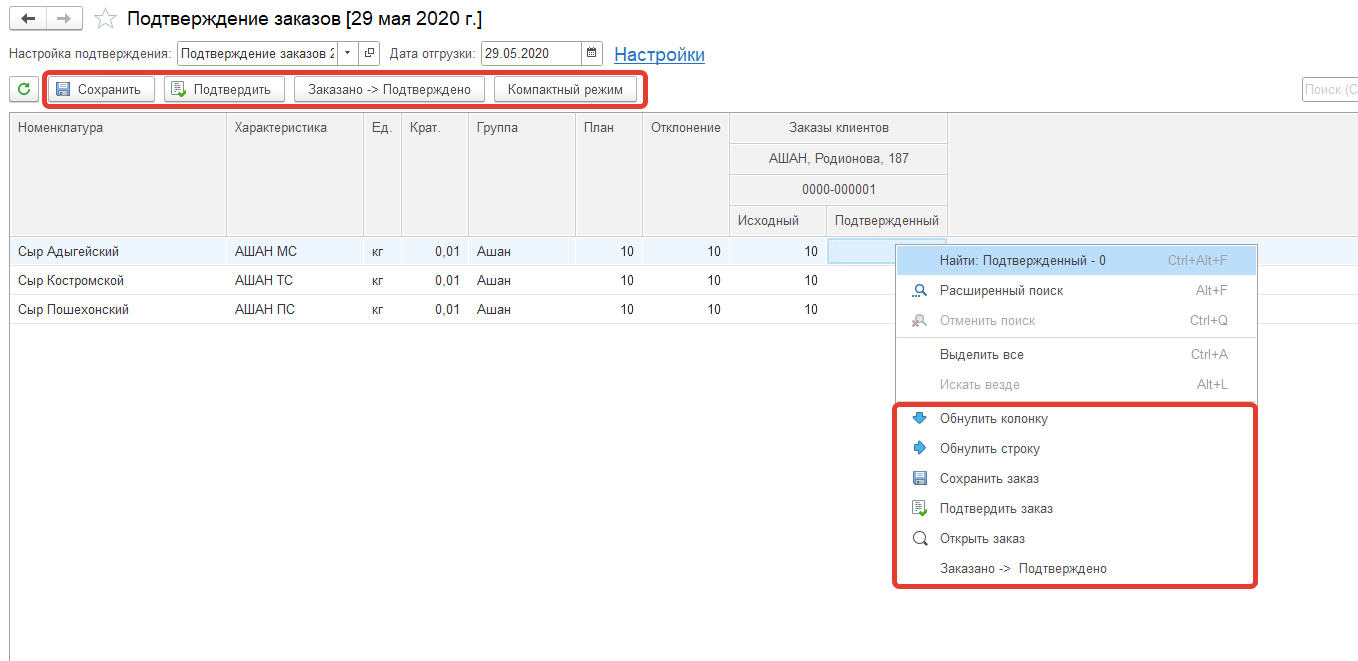 Подтверждение заказов [29 мая 2020 г.]
Настройка подтверждения: Подтверждение заказов 2 Дата отгрузки: 29.05.2020 Настройки
Сохранить Подтвердить Заказано -> Подтверждено Компактный режим Поиск (C
Номенклатура Характеристика Ед. Крат. Группа План Отклонение Заказы клиентов
АШАН, Родионова, 187
0000-000001
Исходный Подтвержденный
Сыр Адыгейский АШАН МС кг 0,01 Ашан 10 10 10
Сыр Костромской АШАН ТС кг 0,01 Ашан 10 10 10
Сыр Пошехонский АШАН ПС кг 0,01 Ашан 10 10 10
Найти: Подтвержденный - 0 Ctrl+Alt+F
Расширенный поиск Alt+F
Отменить поиск Ctrl+Q
Выделить все Ctrl+A
Искать везде Alt+L
Обнулить колонку
Обнулить строку
Сохранить заказ
Подтвердить заказ
Открыть заказ
Заказано -> Подтверждено